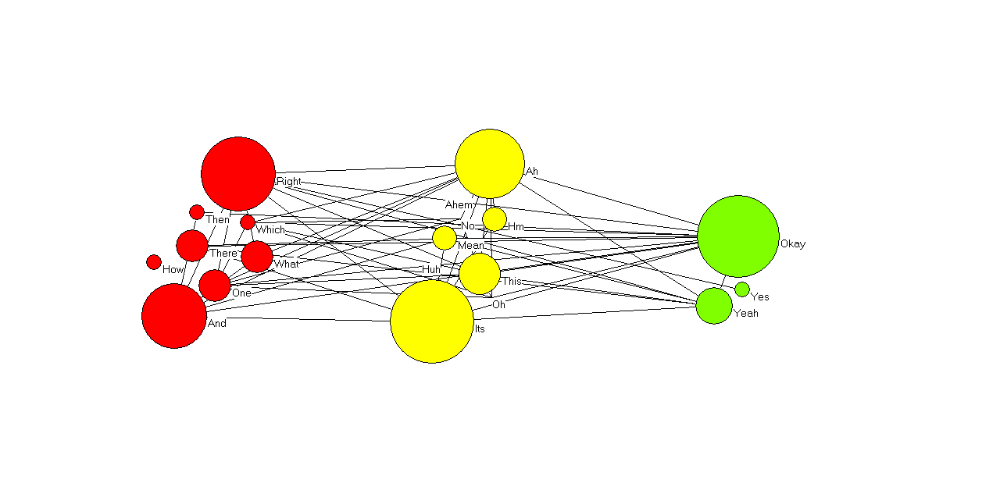 Ah
Right
Ahem
Then
No
Hm
Which
Okay
Mean
There
What
Huh
How
This
One
Yes
Oh
Yeah
And
Its